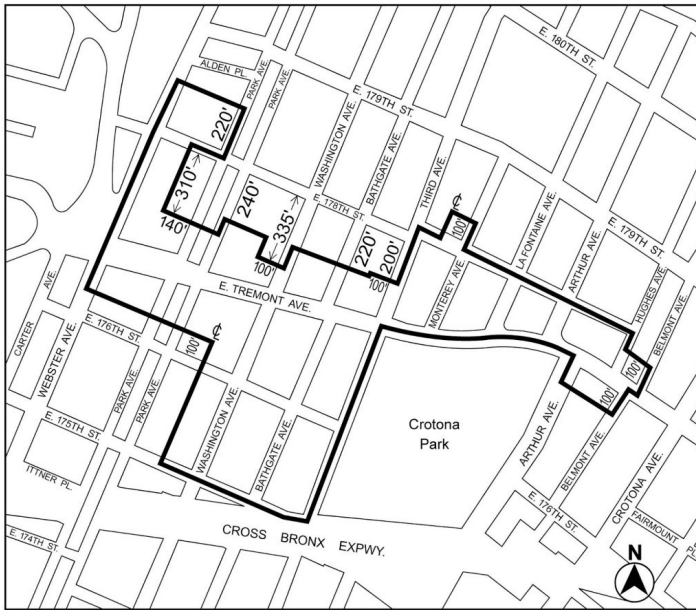 ALDEN PL.
PARK AVE.
PARK AVE.
E. 179TH ST.
E. 180TH ST.
220'
WASHINGTON AVE.
BATHGATE AVE.
THIRD AVE.
310'
240'
E. 178TH ST.
℄
100'
LA FONTAINE AVE.
ARTHUR AVE.
E. 179TH ST.
140'
335'
220'
200'
100'
100'
HUGHES AVE.
BELMONT AVE.
E. TREMONT AVE.
MONTEREY AVE.
CARTER
AVE.
WEBSTER AVE.
E. 176TH ST.
100'
℄
PARK AVE.
PARK AVE.
100'
100'
E. 175TH ST.
WASHINGTON AVE.
BATHGATE AVE.
Crotona
Park
ARTHUR AVE.
BELMONT AVE.
CROTONA AVE.
E. 176TH ST.
FAIRMOUNT
PL.
ITTNER PL.
E. 174TH ST.
CROSS BRONX EXPWY.
N